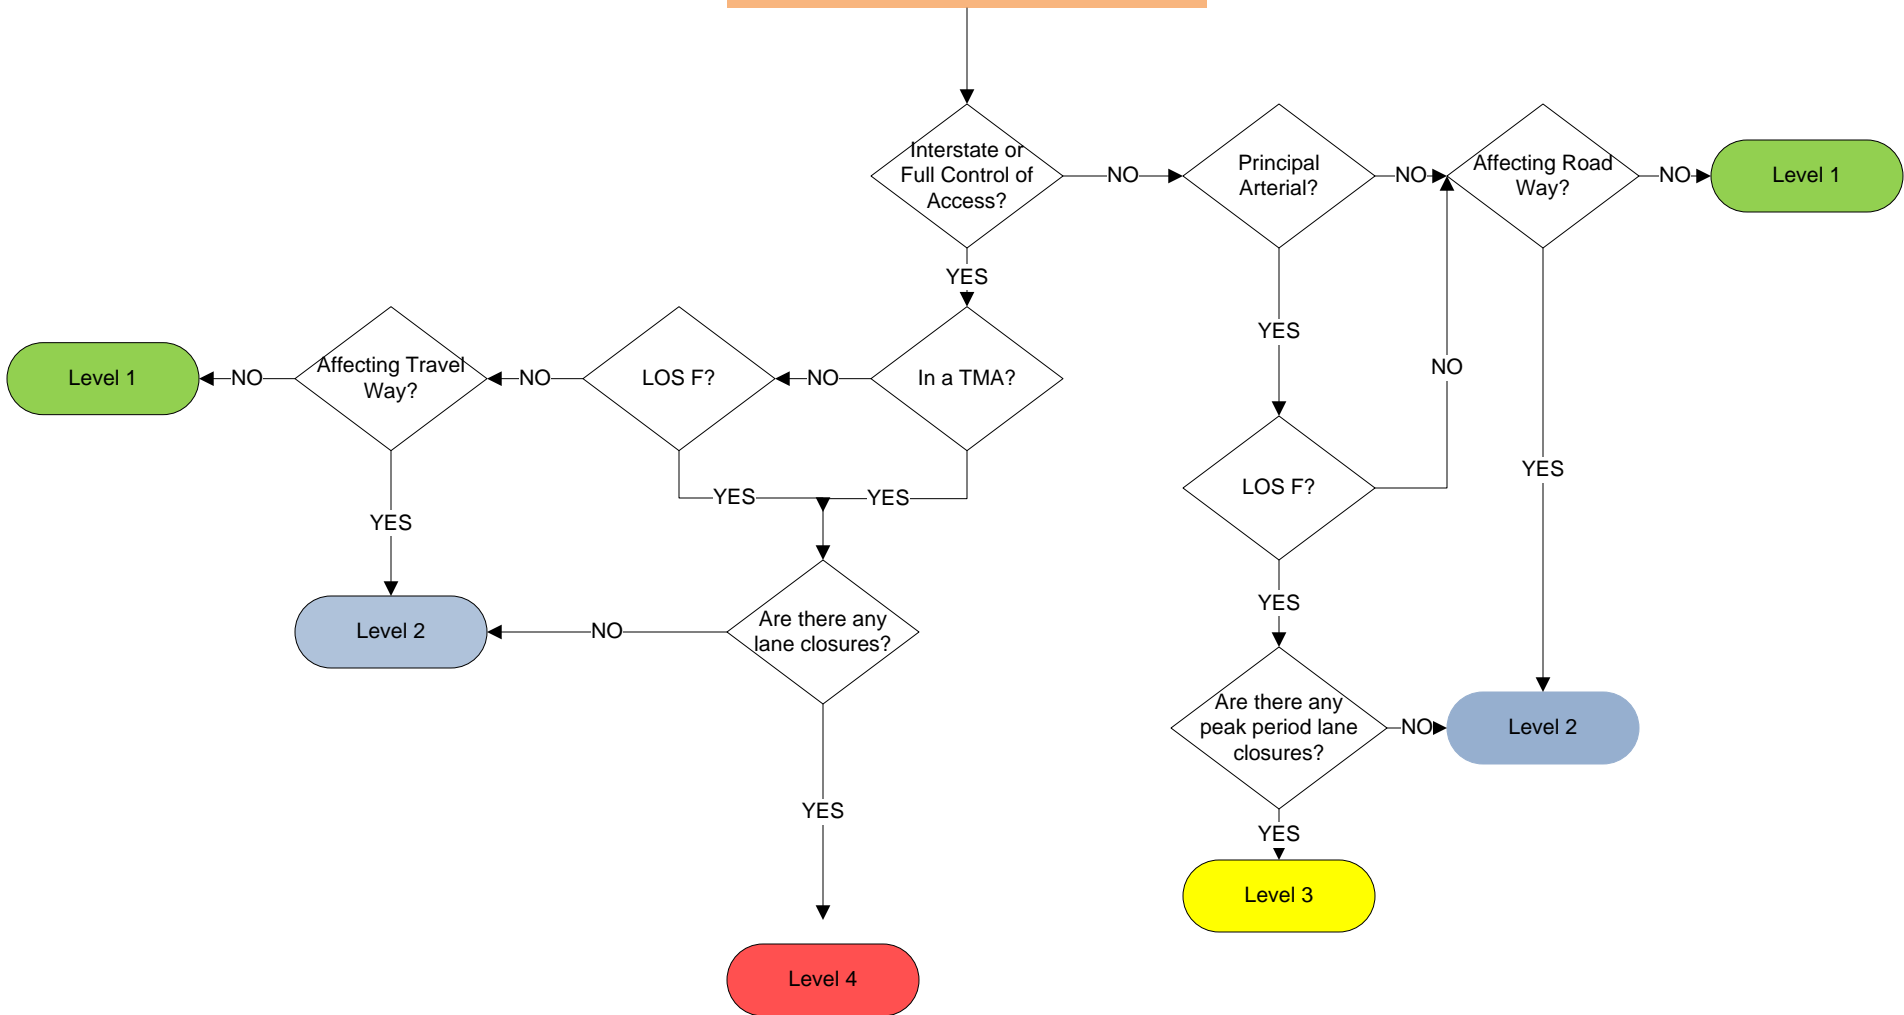 Interstate or
Full Control of
Access?
NO
Principal
Arterial?
NO
Affecting Road
Way?
NO
Level 1
YES
YES
NO
YES
Level 1
NO
Affecting Travel
Way?
NO
LOS F?
NO
In a TMA?
YES
YES
YES
LOS F?
YES
Level 2
NO
Are there any
lane closures?
YES
Are there any
peak period lane
closures?
NO
Level 2
YES
YES
Level 3
Level 4